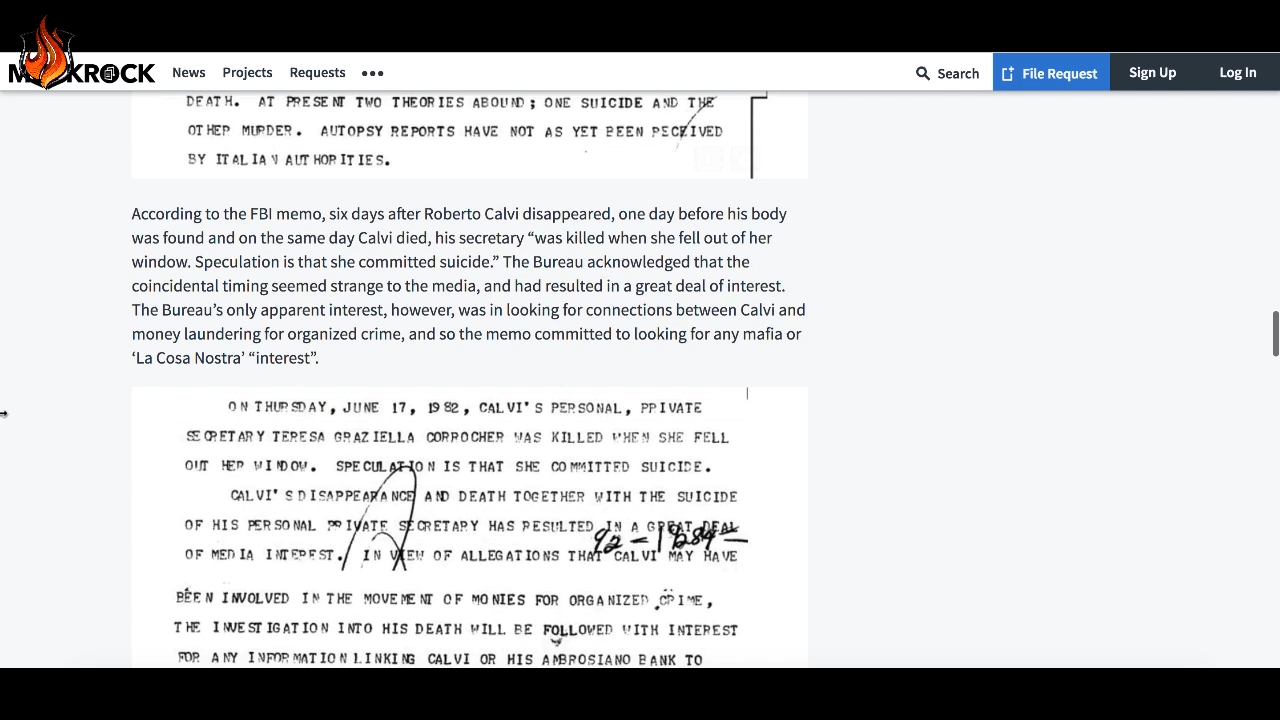 M KROCK
News Projects Requests ••• Search File Request Sign Up Log In
DEATH. AT PRESENT TWO THEORIES ABOUND; ONE SUICIDE AND THE
OTHER MURDER. AUTOPSY REPORTS HAVE NOT AS YET BEEN PECEIVED
BY ITALIAN AUTHORITIES.
According to the FBI memo, six days after Roberto Calvi disappeared, one day before his body
was found and on the same day Calvi died, his secretary “was killed when she fell out of her
window. Speculation is that she committed suicide.” The Bureau acknowledged that the
coincidental timing seemed strange to the media, and had resulted in a great deal of interest.
The Bureau’s only apparent interest, however, was in looking for connections between Calvi and
money laundering for organized crime, and so the memo committed to looking for any mafia or
‘La Cosa Nostra’ “interest”.
ON THURSDAY, JUNE 17, 1982, CALVI'S PERSONAL, PRIVATE
SECRETARY TERESA GRAZIELLA CORROCHER WAS KILLED WHEN SHE FELL
OUT HER WINDOW. SPECULATION IS THAT SHE COMMITTED SUICIDE.
CALVI'S DISAPPEARANCE AND DEATH TOGETHER WITH THE SUICIDE
OF HIS PERSONAL PRIVATE SECRETARY HAS RESULTED IN A GREAT DEAL
92-1
OF MEDIA INTEREST. IN VIEW OF ALLEGATIONS THAT CALVI MAY HAVE
BEEN INVOLVED IN THE MOVEMENT OF MONIES FOR ORGANIZED CRIME,
THE INVESTIGATION INTO HIS DEATH WILL BE FOLLOWED WITH INTEREST
FOR ANY INFORMATION LINKING CALVI OR HIS AMBROSIANO BANK TO